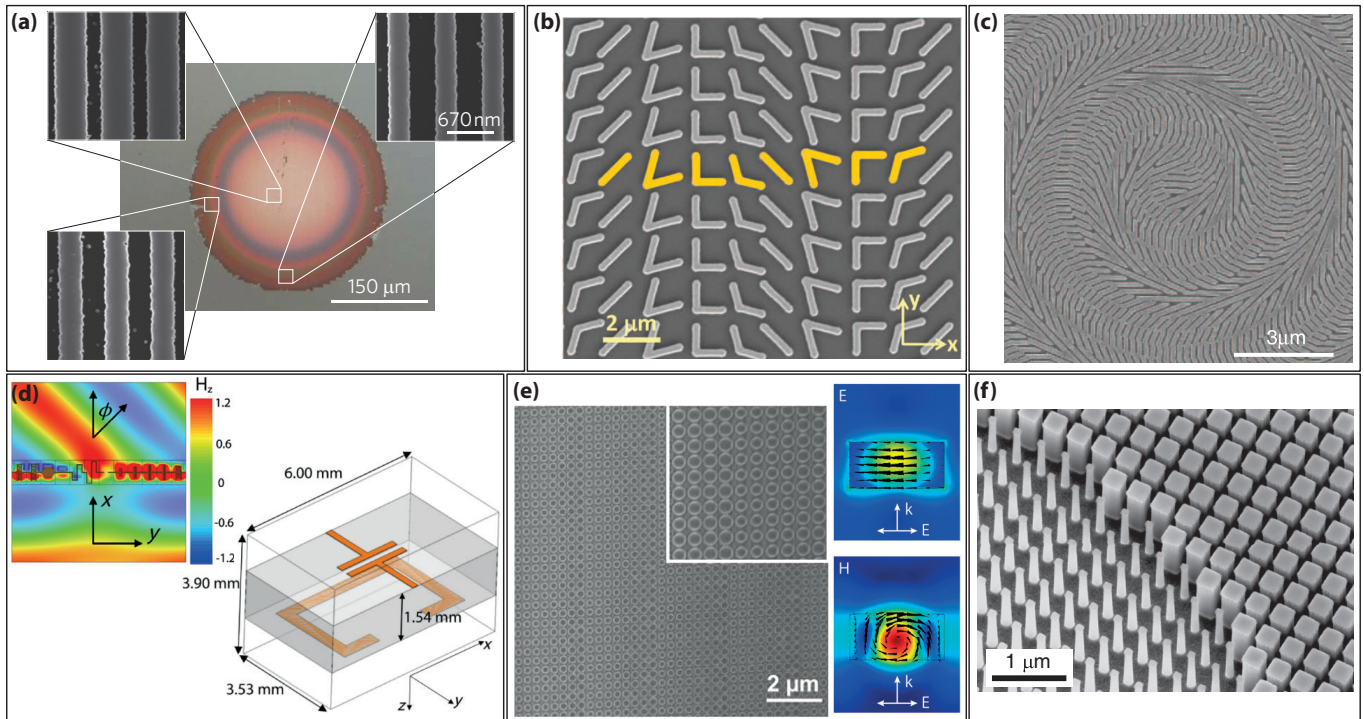 (a)
670 nm
150 μm
(b)
2 μm
y
x
(c)
3μm
(d)
ϕ
x
y
H_z
1.2
0.6
0
-0.6
-1.2
6.00 mm
3.90 mm
1.54 mm
3.53 mm
x
y
z
(e)
2 μm
E
k
E
H
k
E
(f)
1 μm